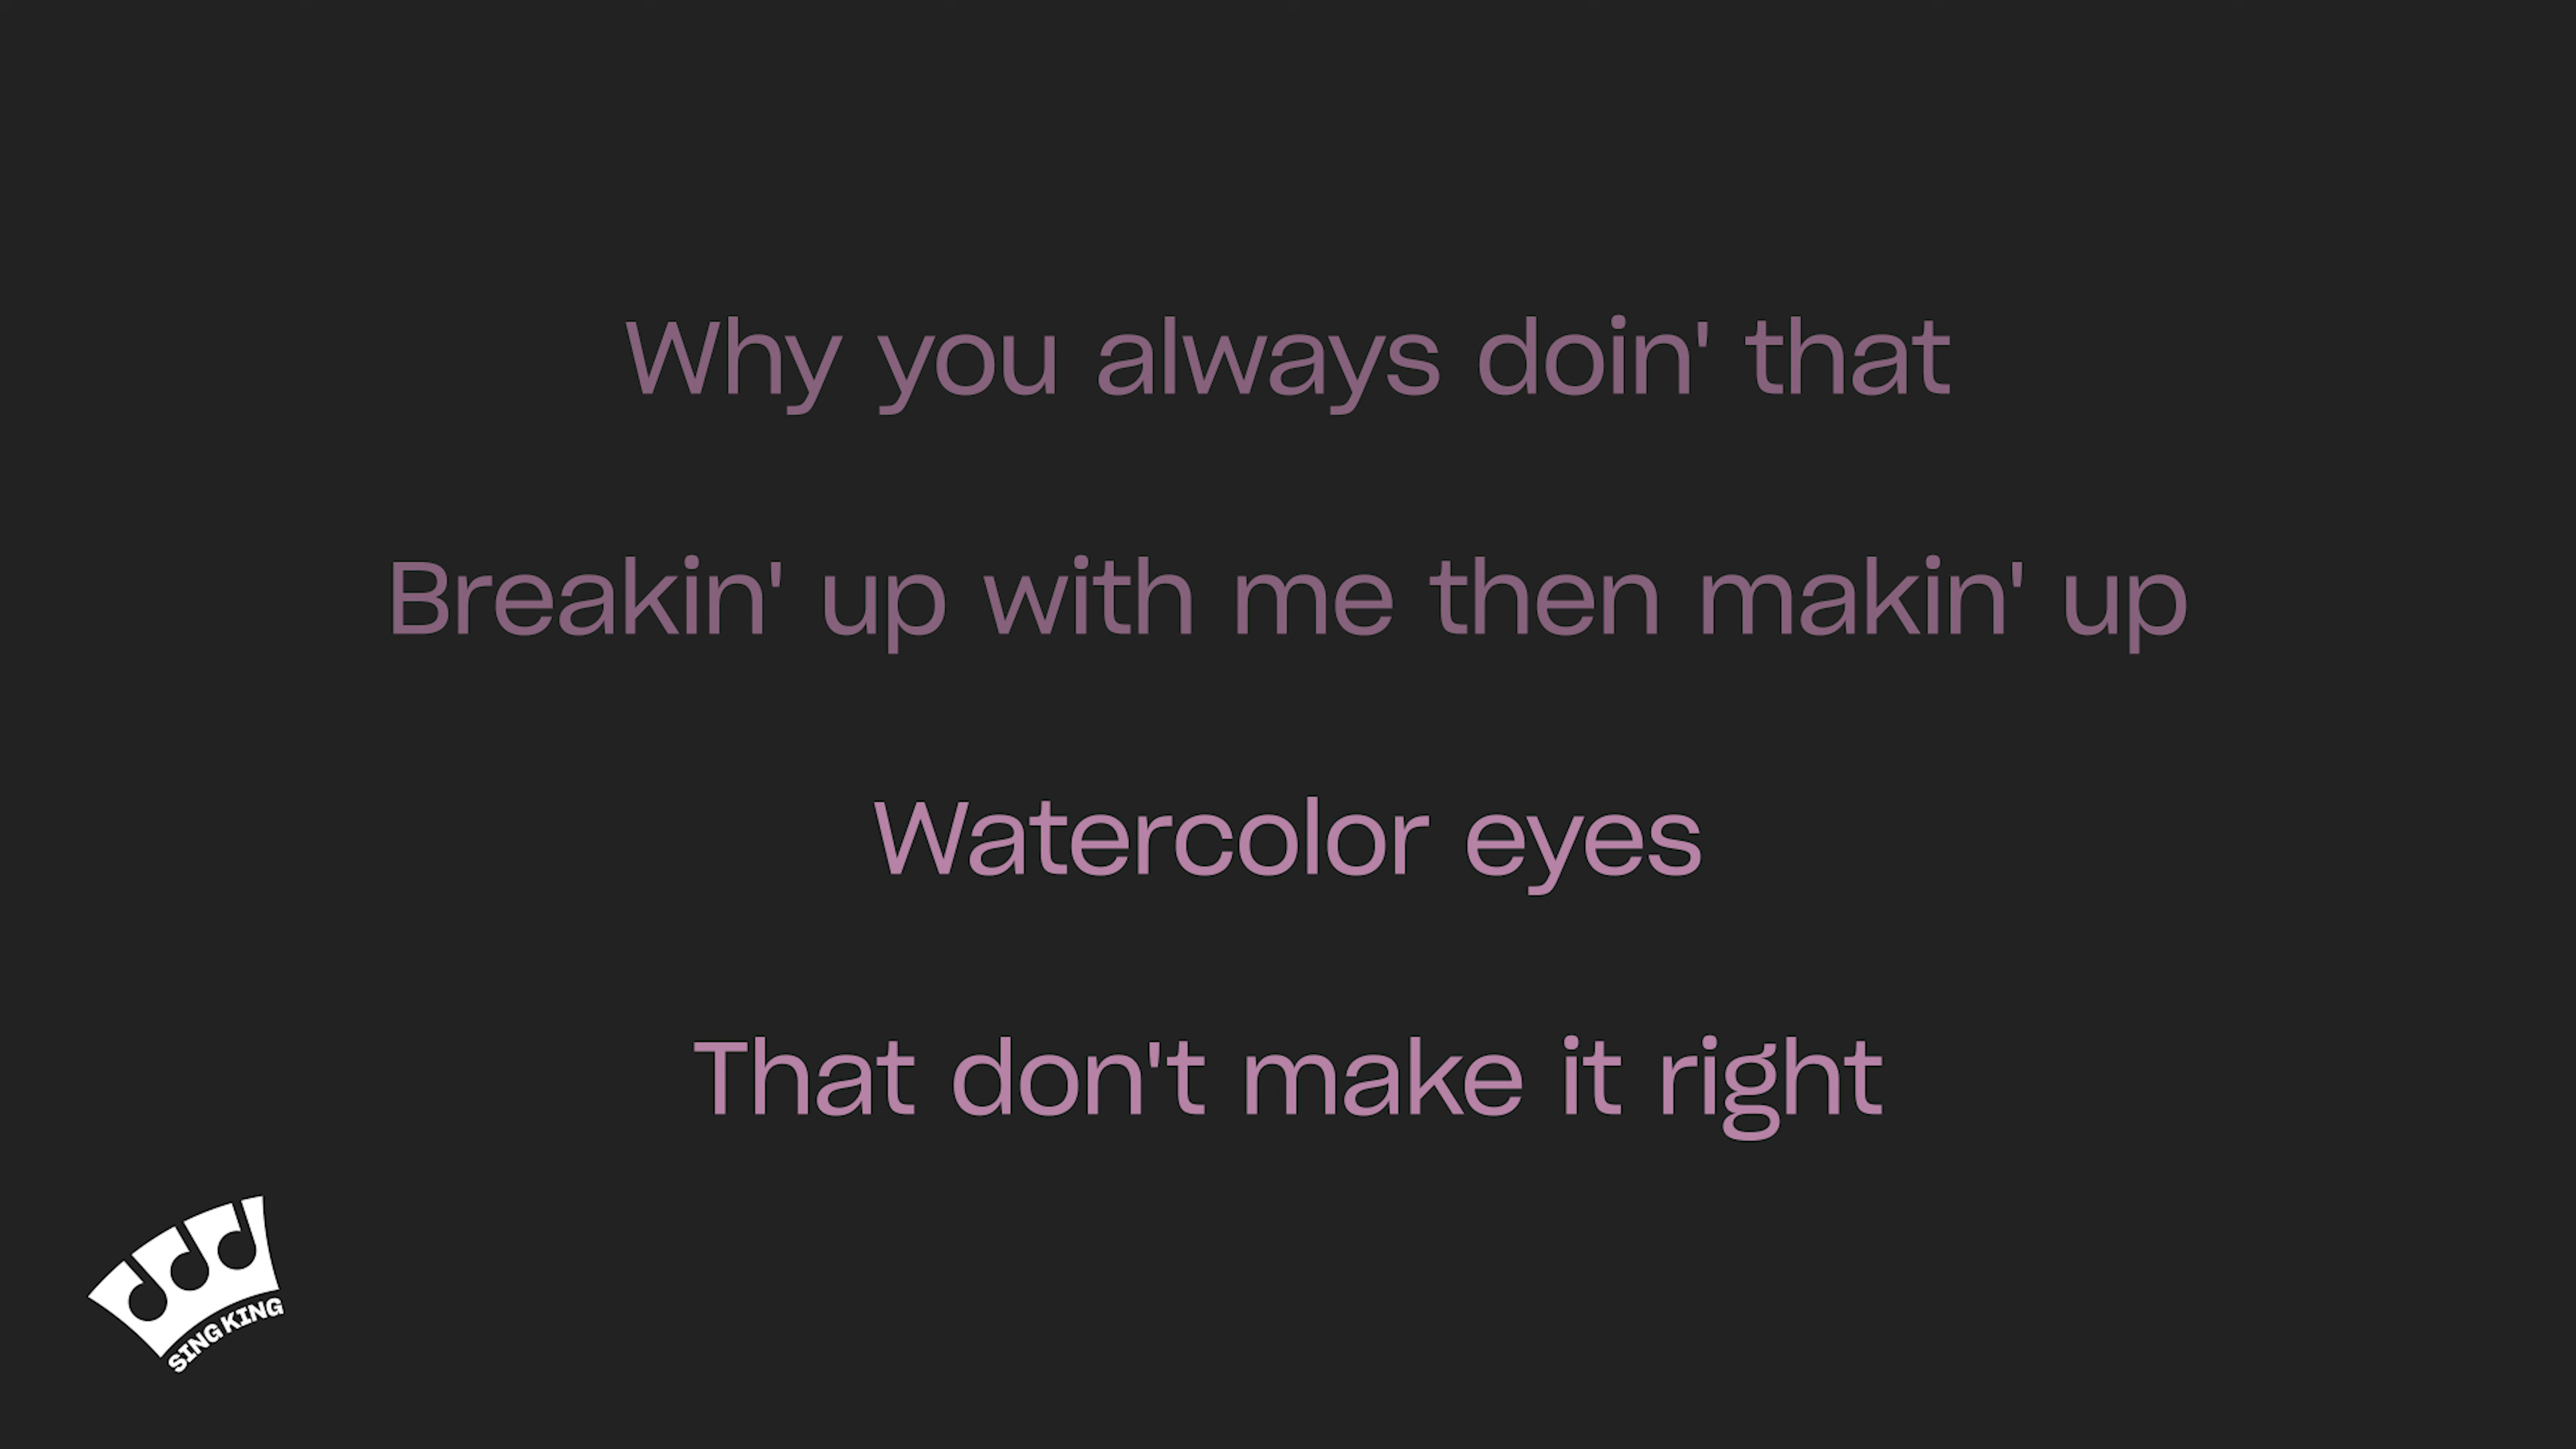 Why you always doin' that
Breakin' up with me then makin' up
Watercolor eyes
That don't make it right
SING KING